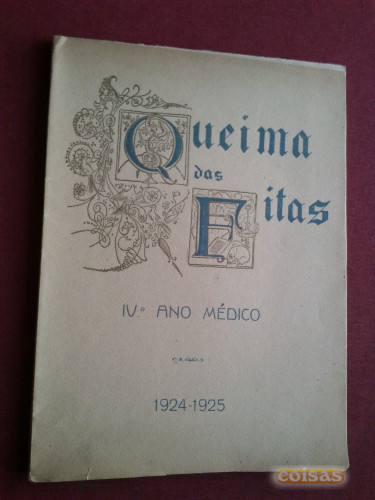 Queima
das
Fitas
IV.º ANO MÉDICO
1924-1925
coisas